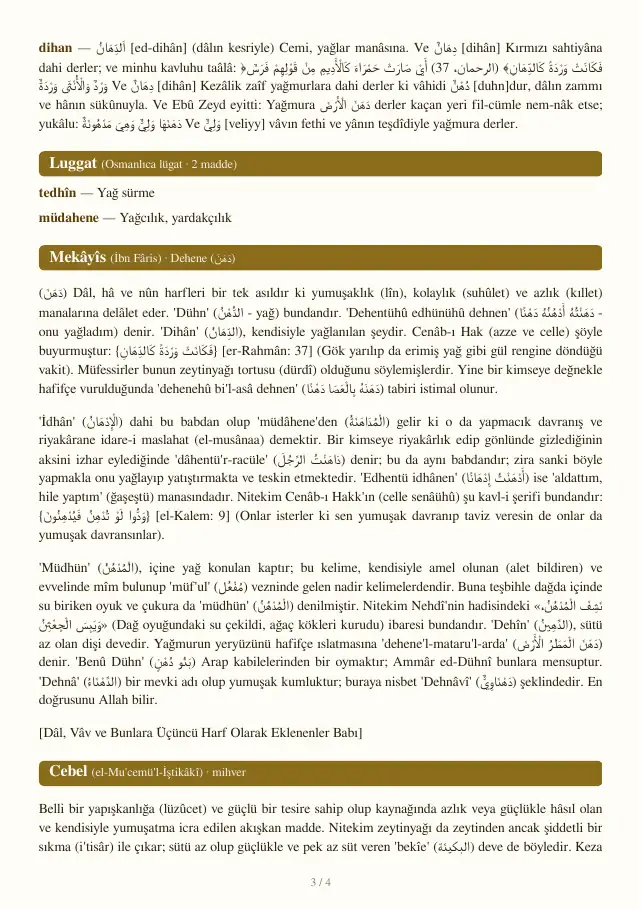 dihan — اَلدِّهَانُ [ed-dihân] (dâlın kesriyle) Cemi, yağlar manâsına. Ve دِهَانٌ [dihân] Kırmızı sahtiyâna
dahi derler; ve minhu kavluhu taâlâ: ﴿فَكَانَتْ وَرْدَةً كَالدِّهَانِ﴾ (الرحمان، 37) أَيْ صَارَتْ حَمْرَاءَ كَالْأَدِيمِ مِنْ قَوْلِهِمْ فَرَسٌ﴿
وَرْدٌ وَالْأُنْثَى وَرْدَةٌ Ve دِهَانٌ [dihân] Kezâlik zaîf yağmurlara dahi derler ki vâhidi دُهْنٌ [duhn]dur, dâlın zammı
ve hânın sükûnuyla. Ve Ebû Zeyd eyitti: Yağmura دَهَنَ الْأَرْضَ derler kaçan yeri fil-cümle nem-nâk etse;
yukâlu: دَهَنَهَا وَلِيٌّ وَهِيَ مَدْهُونَةٌ Ve وَلِيٌّ [veliyy] vâvın fethi ve yânın teşdîdiyle yağmura derler.
Luggat (Osmanlıca lügat · 2 madde)
tedhîn — Yağ sürme
müdahene — Yağcılık, yardakçılık
Mekâyîs (İbn Fâris) · Dehene (دَهَنَ)
(دَهَنَ) Dâl, hâ ve nûn harfleri bir tek asıldır ki yumuşaklık (lîn), kolaylık (suhûlet) ve azlık (kıllet)
manalarına delâlet eder. 'Dühn' (الدُّهْنُ - yağ) bundandır. 'Dehentühû edhünühû dehnen' (دَهَنْتُهُ أَدْهُنُهُ دَهْنًا -
onu yağladım) denir. 'Dihân' (الدِّهَانُ), kendisiyle yağlanılan şeydir. Cenâb-ı Hak (azze ve celle) şöyle
buyurmuştur: {فَكَانَتْ وَرْدَةً كَالدِّهَانِ} [er-Rahmân: 37] (Gök yarılıp da erimiş yağ gibi gül rengine döndüğü
vakit). Müfessirler bunun zeytinyağı tortusu (dürdî) olduğunu söylemişlerdir. Yine bir kimseye değnekle
hafifçe vurulduğunda 'dehenehû bi'l-asâ dehnen' (دَهَنَهُ بِالْعَصَا دَهْنًا) tabiri istimal olunur.
'İdhân' (الْإِدْهَانُ) dahi bu babdan olup 'müdâhene'den (الْمُدَاهَنَةُ) gelir ki o da yapmacık davranış ve
riyakârane idare-i maslahat (el-musânaa) demektir. Bir kimseye riyakârlık edip gönlünde gizlediğinin
aksini izhar eylediğinde 'dâhentü'r-racüle' (دَاهَنْتُ الرَّجُلَ) denir; bu da aynı babdandır; zira sanki böyle
yapmakla onu yağlayıp yatıştırmakta ve teskin etmektedir. 'Edhentü idhânen' (أَدْهَنْتُ إِدْهَانًا) ise 'aldattım,
hile yaptım' (ğaşeştü) manasındadır. Nitekim Cenâb-ı Hakk'ın (celle senâühû) şu kavl-i şerifi bundandır:
{وَدُّوا لَوْ تُدْهِنُ فَيُدْهِنُونَ} [el-Kalem: 9] (Onlar isterler ki sen yumuşak davranıp taviz veresin de onlar da
yumuşak davransınlar).
'Müdhün' (الْمُدْهُنُ), içine yağ konulan kaptır; bu kelime, kendisiyle amel olunan (alet bildiren) ve
evvelinde mîm bulunup 'müf'ul' (مُفْعُل) vezninde gelen nadir kelimelerdendir. Buna teşbihle dağda içinde
su biriken oyuk ve çukura da 'müdhün' (الْمُدْهُنُ) denilmiştir. Nitekim Nehdî'nin hadisindeki «نَشِفَ الْمُدْهُنُ،
وَيَبِسَ الْجِعْثِنُ» (Dağ oyuğundaki su çekildi, ağaç kökleri kurudu) ibaresi bundandır. 'Dehîn' (الدَّهِينُ), sütü
az olan dişi devedir. Yağmurun yeryüzünü hafifçe ıslatmasına 'dehene'l-mataru'l-arda' (دَهَنَ الْمَطَرُ الْأَرْضَ)
denir. 'Benû Dühn' (بَنُو دُهْنٍ) Arap kabilelerinden bir oymaktır; Ammâr ed-Dühnî bunlara mensuptur.
'Dehnâ' (الدَّهْنَاءُ) bir mevki adı olup yumuşak kumluktur; buraya nisbet 'Dehnâvî' (دَهْنَاوِيٌّ) şeklindedir. En
doğrusunu Allah bilir.
[Dâl, Vâv ve Bunlara Üçüncü Harf Olarak Eklenenler Babı]
Cebel (el-Mu'cemü'l-İştikâkî) · mihver
Belli bir yapışkanlığa (lüzûcet) ve güçlü bir tesire sahip olup kaynağında azlık veya güçlükle hâsıl olan
ve kendisiyle yumuşatma icra edilen akışkan madde. Nitekim zeytinyağı da zeytinden ancak şiddetli bir
sıkma (i'tisâr) ile çıkar; sütü az olup güçlükle ve pek az süt veren 'bekîe' (البكيئة) deve de böyledir. Keza
3 / 4